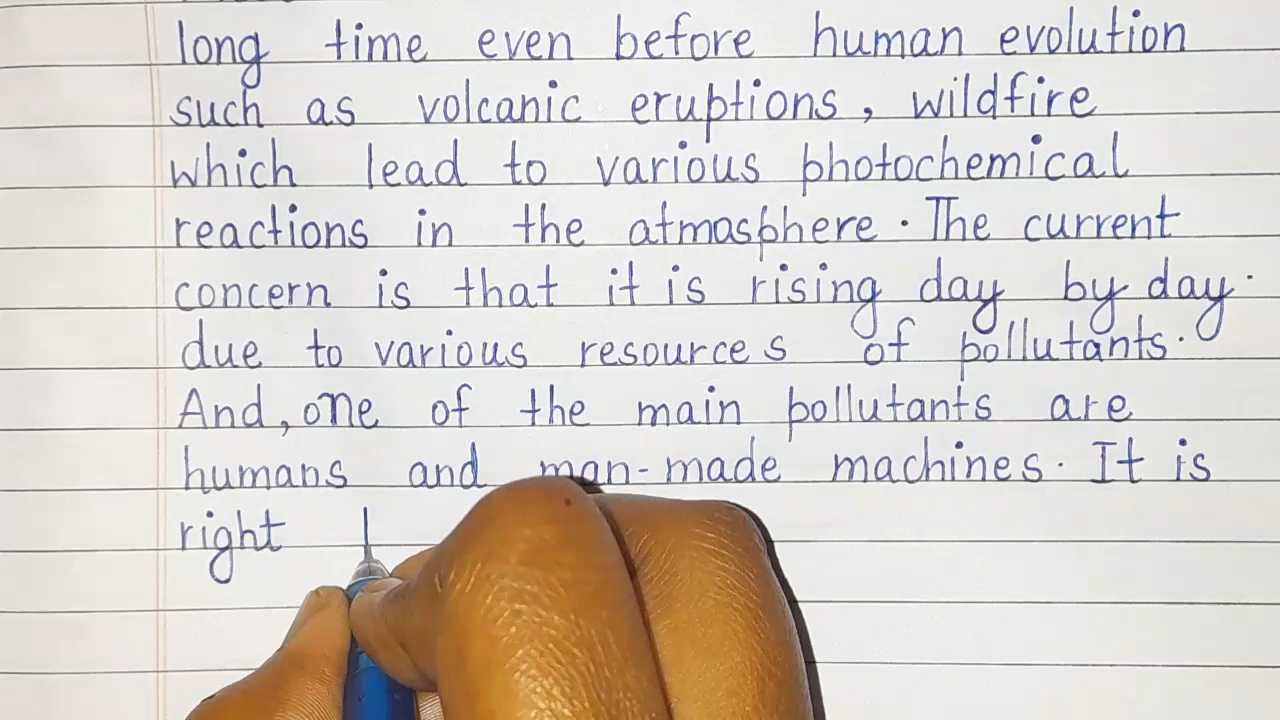 long time even before human evolution
such as volcanic eruptions, wildfire
which lead to various photochemical
reactions in the atmosphere. The current
concern is that it is rising day by day.
due to various resources of pollutants.
And, one of the main pollutants are
humans and man-made machines. It is
right